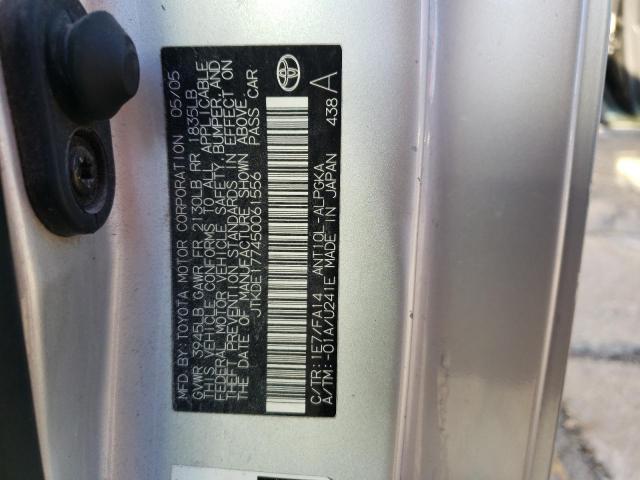 MFD. BY: TOYOTA MOTOR CORPORATION 05/05
GVWR 3245LB GAWR FR 2130LB RR 1835LB
THIS VEHICLE CONFORMS TO ALL APPLICABLE
FEDERAL MOTOR VEHICLE SAFETY, BUMPER, AND
THEFT PREVENTION STANDARDS IN EFFECT ON
THE DATE OF MANUFACTURE SHOWN ABOVE.
JTKDE177450061556 PASS CAR
C/TR: 1E7/FA14 ANT10L-ALPGKA
A/TM: -01A/U241E MADE IN JAPAN 438 A